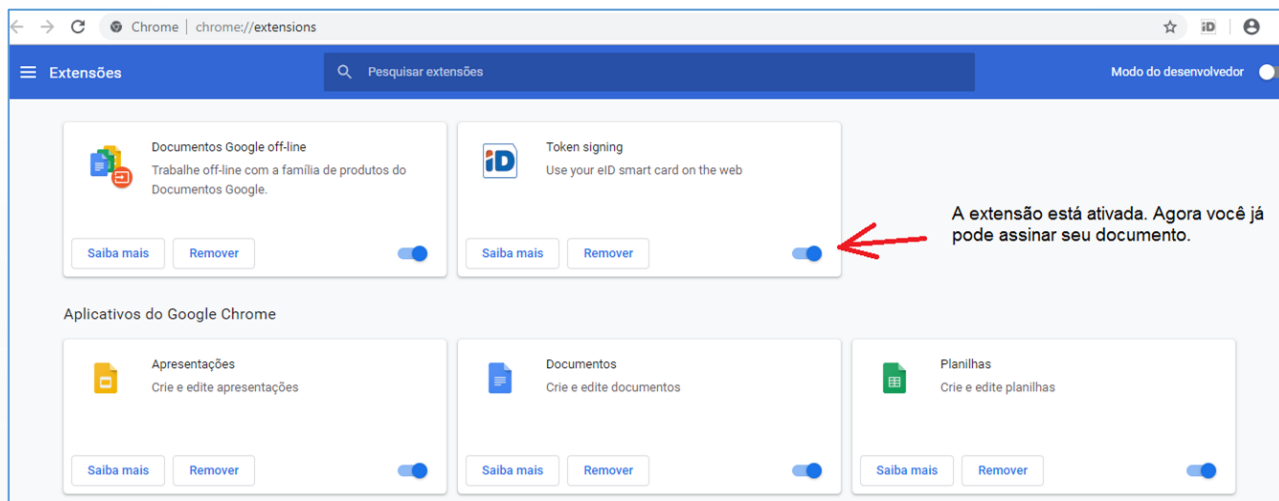 Chrome | chrome://extensions
iD
Extensões
Pesquisar extensões
Modo do desenvolvedor
iD
Documentos Google off-line
Trabalhe off-line com a família de produtos do
Documentos Google.
Saiba mais
Remover
Token signing
Use your eID smart card on the web
Saiba mais
Remover
A extensão está ativada. Agora você já
pode assinar seu documento.
Aplicativos do Google Chrome
Apresentações
Crie e edite apresentações
Saiba mais
Remover
Documentos
Crie e edite documentos
Saiba mais
Remover
Planilhas
Crie e edite planilhas
Saiba mais
Remover